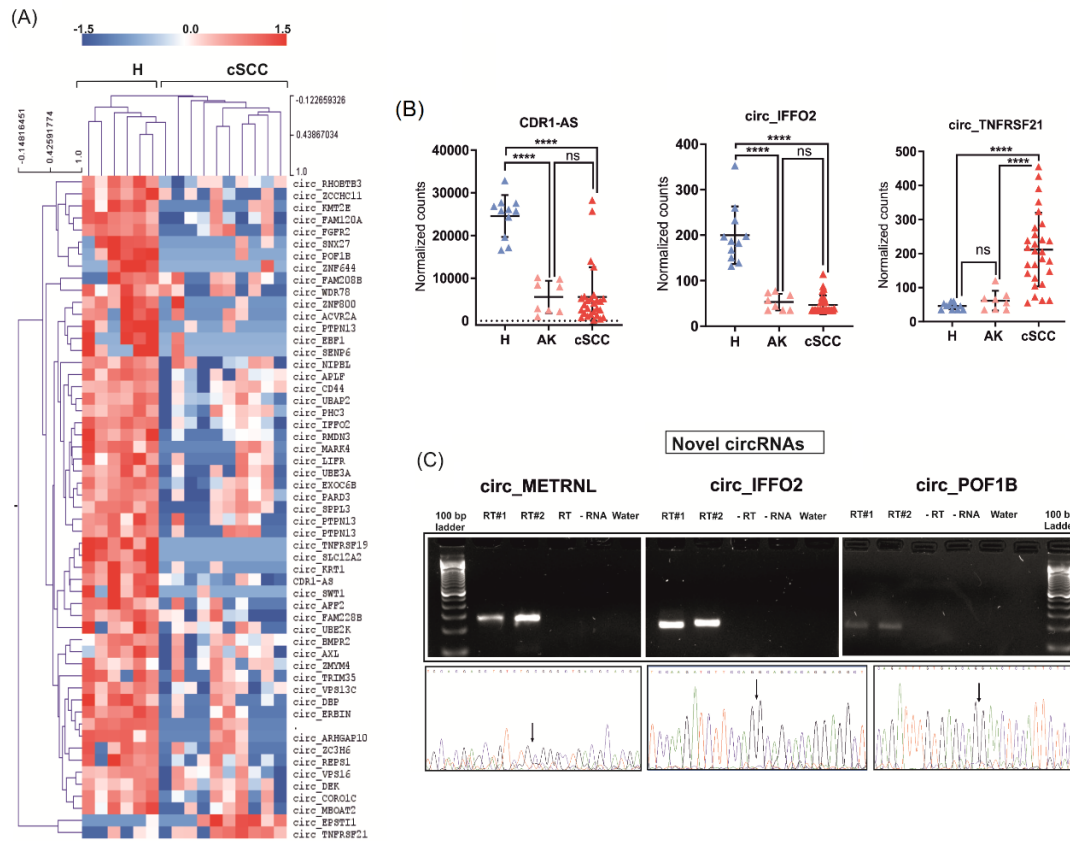 (A)
-1.5 0.0 1.5
H cSCC
-0.14816451
0.42591774
1.0
-0.122659326
0.43867034
1.0
circ_RHOBTB3
circ_ZCCHC11
circ_KMT2E
circ_FAM120A
circ_FGFR2
circ_SNX27
circ_POF1B
circ_ZNF644
circ_FAM208B
circ_WDR78
circ_ZNF800
circ_ACVR2A
circ_PTPN13
circ_EBF1
circ_SENP6
circ_NIPBL
circ_APLF
circ_CD44
circ_UBAP2
circ_PHC3
circ_IFFO2
circ_RMDN3
circ_MARK4
circ_LIFR
circ_UBE3A
circ_EXOC6B
circ_PARD3
circ_SPPL3
circ_PTPN13
circ_PTPN13
circ_TNFRSF19
circ_SLC12A2
circ_KRT1
CDR1-AS
circ_SWT1
circ_AFF2
circ_FAM228B
circ_UBE2K
circ_BMPR2
circ_AXL
circ_ZMYM4
circ_TRIM35
circ_VPS13C
circ_DBP
circ_ERBIN
.
circ_ARHGAP10
circ_ZC3H6
circ_REPS1
circ_VPS16
circ_DEK
circ_CORO1C
circ_MBOAT2
circ_EPSTI1
circ_TNFRSF21
(B)
CDR1-AS
****
**** ns
Normalized counts
40000
30000
20000
10000
0
H AK cSCC
circ_IFFO2
****
**** ns
Normalized counts
400
300
200
100
0
H AK cSCC
circ_TNFRSF21
****
****
ns
Normalized counts
500
400
300
200
100
0
H AK cSCC
Novel circRNAs
(C)
circ_METRNL circ_IFFO2 circ_POF1B
100 bp
ladder
RT#1 RT#2 RT - RNA Water
RT#1 RT#2 - RT - RNA Water
RT#1 RT#2 - RT - RNA Water
100 bp
Ladder